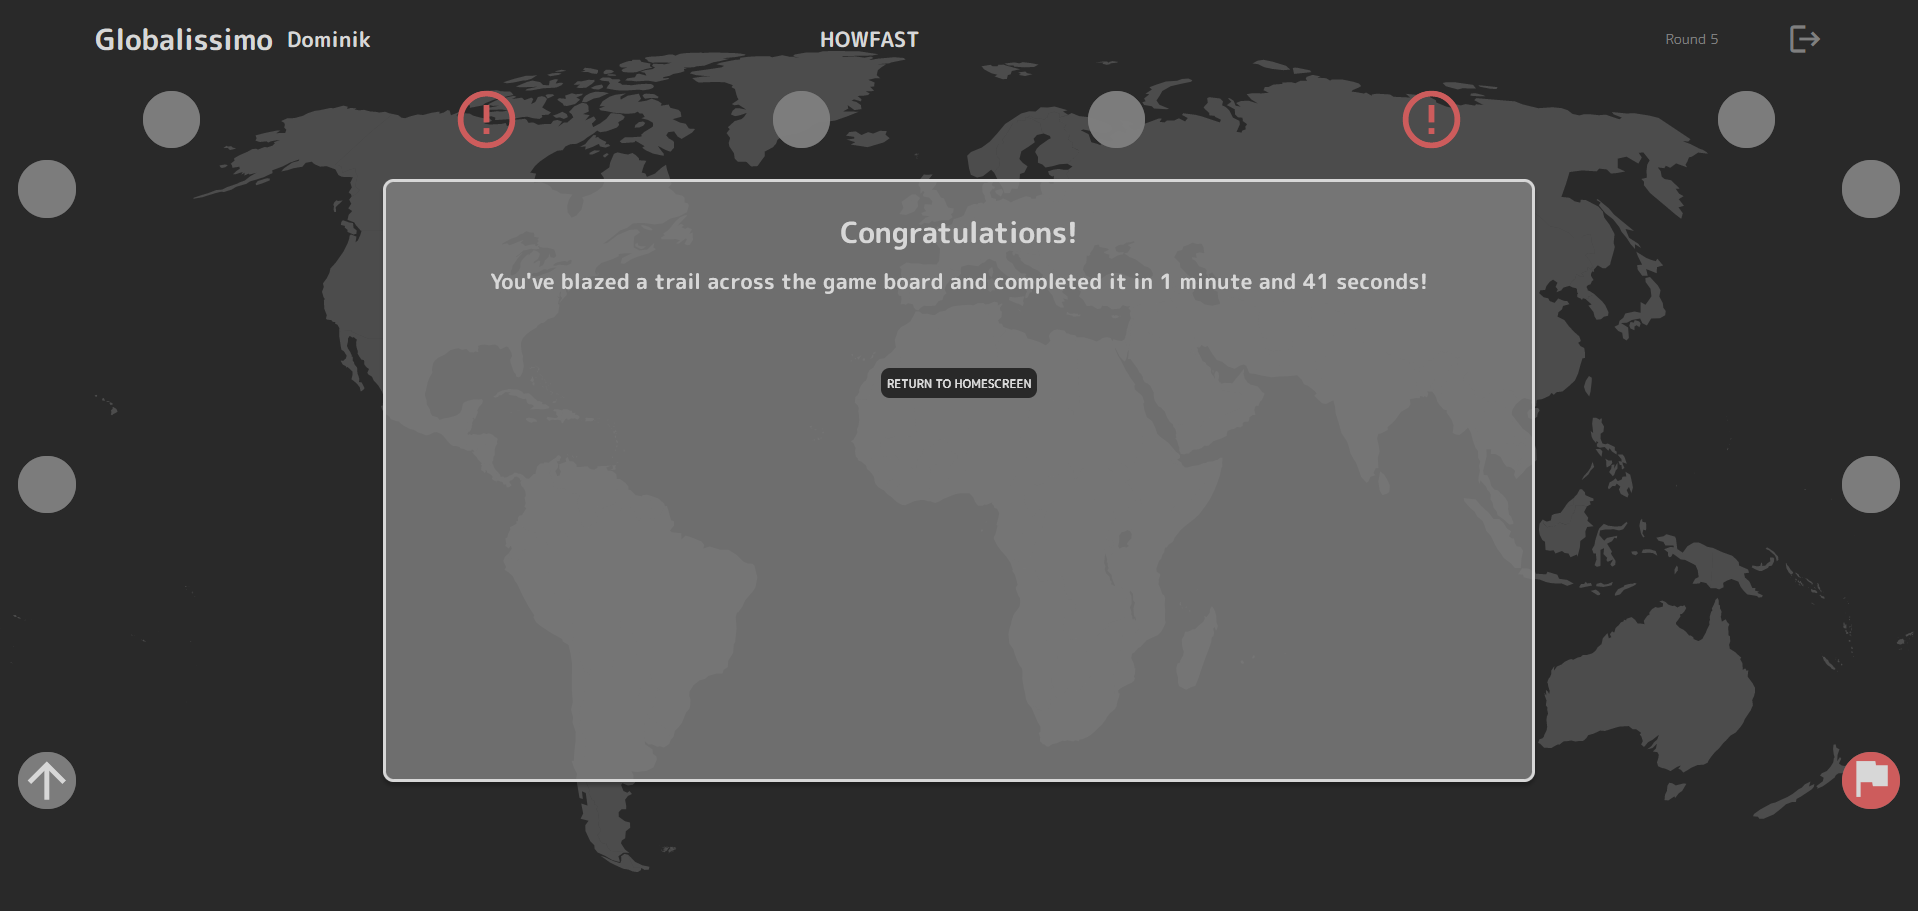 Globalissimo Dominik HOWFAST Round 5
!
!
Congratulations!
You've blazed a trail across the game board and completed it in 1 minute and 41 seconds!
RETURN TO HOMESCREEN